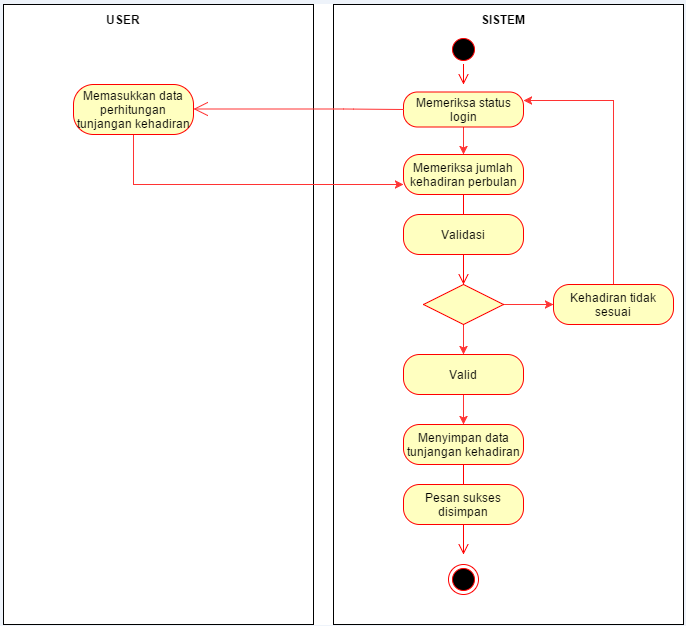 USER
SISTEM
Memasukkan data
perhitungan
tunjangan kehadiran
Memeriksa status
login
Memeriksa jumlah
kehadiran perbulan
Validasi
Kehadiran tidak
sesuai
Valid
Menyimpan data
tunjangan kehadiran
Pesan sukses
disimpan